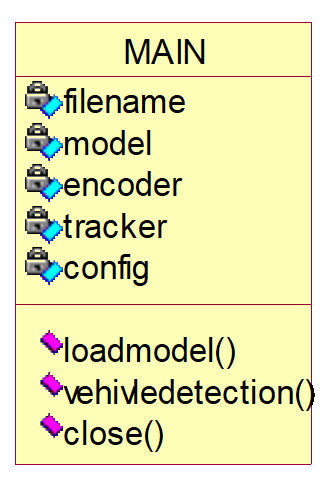 MAIN
filename
model
encoder
tracker
config
loadmodel()
vehivledetection()
close()